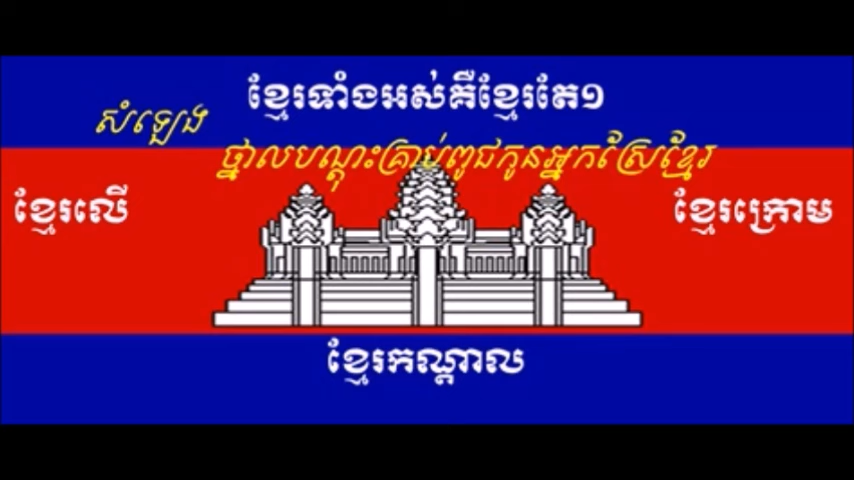 ខ្មែរទាំងអស់គឺខ្មែរតែ១
សំឡេង
ថ្នាលបណ្តុះគ្រាប់ពូជកូនអ្នកស្រែខ្មែរ
ខ្មែរលើ
ខ្មែរក្រោម
ខ្មែរកណ្តាល